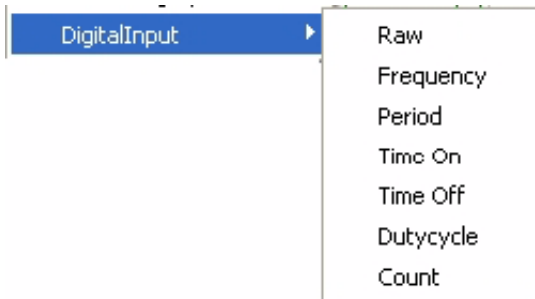 DigitalInput
Raw
Frequency
Period
Time On
Time Off
Dutycycle
Count